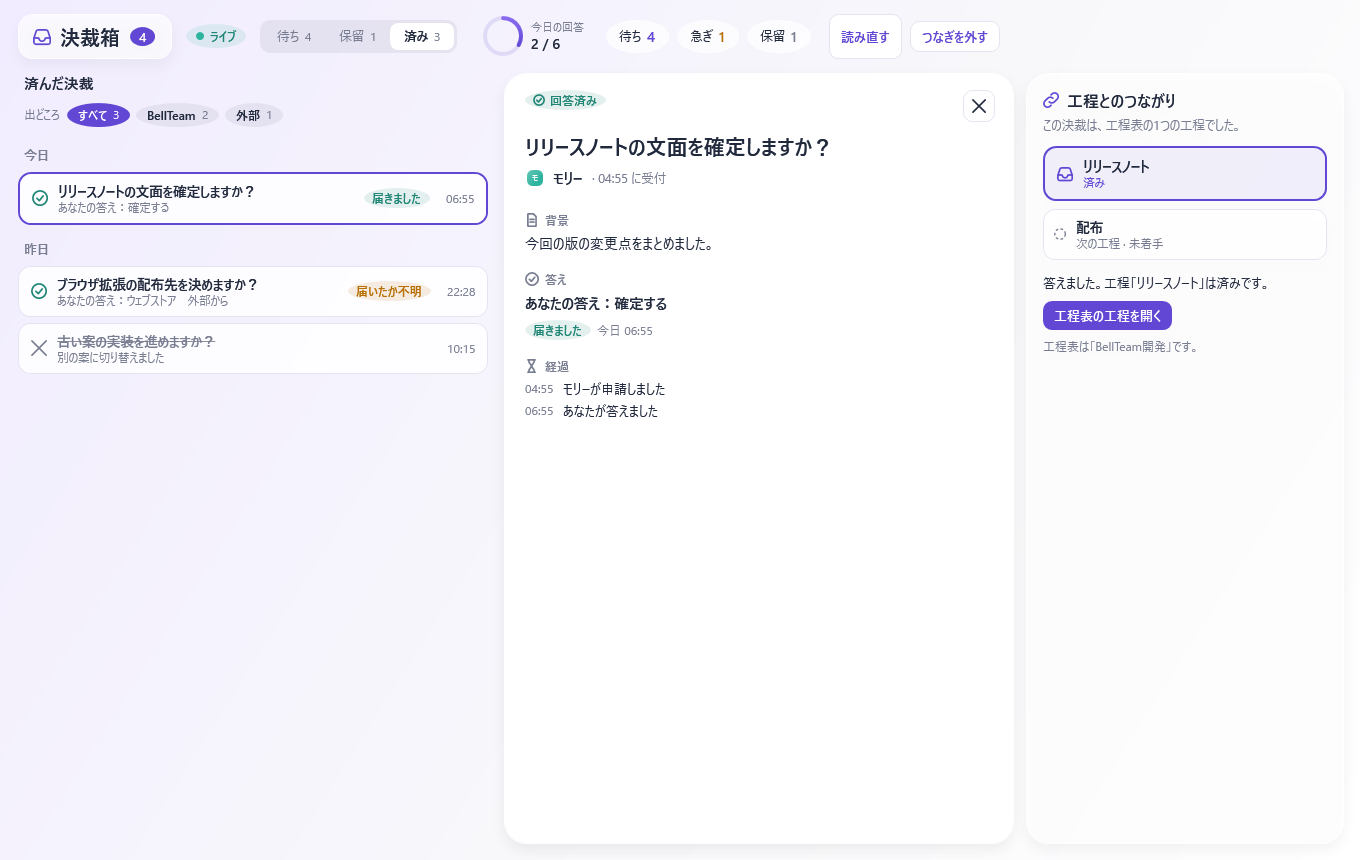 決裁箱 4
ライブ
待ち 4 保留 1 済み 3
今日の回答
2 / 6
待ち 4
急ぎ 1
保留 1
読み直す
つなぎを外す
済んだ決裁
出どころ すべて 3 BellTeam 2 外部 1
今日
リリースノートの文面を確定しますか？
あなたの答え：確定する
届きました 06:55
昨日
ブラウザ拡張の配布先を決めますか？
あなたの答え：ウェブストア 外部から
届いたか不明 22:28
古い案の実装を進めますか？
別の案に切り替えました
10:15
回答済み
リリースノートの文面を確定しますか？
モ モリー · 04:55 に受付
背景
今回の版の変更点をまとめました。
答え
あなたの答え：確定する
届きました 今日 06:55
経過
04:55 モリーが申請しました
06:55 あなたが答えました
工程とのつながり
この決裁は、工程表の1つの工程でした。
リリースノート
済み
配布
次の工程 · 未着手
答えました。工程「リリースノート」は済みです。
工程表の工程を開く
工程表は「BellTeam開発」です。